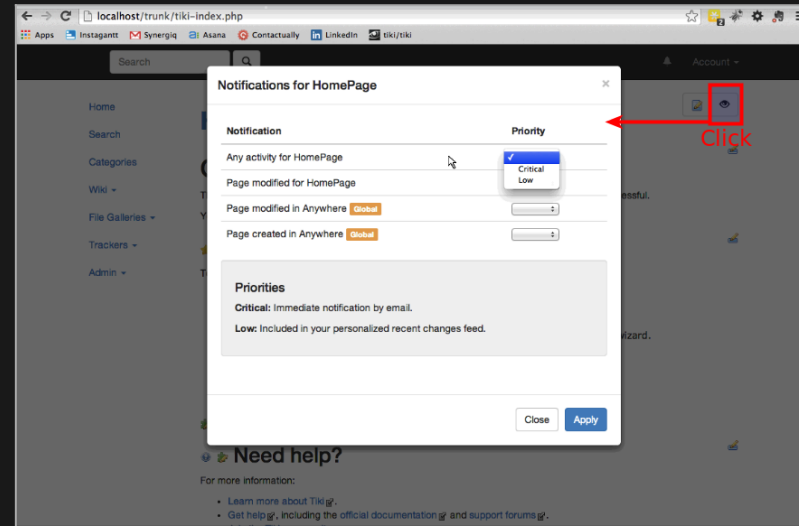 localhost/trunk/tiki-index.php
2
Apps Instagantt Synergiq Asana Contactually LinkedIn tiki/tiki
Search Account
Notifications for HomePage ×
Click
Home
Search
Categories
Wiki
File Galleries
Trackers
Admin
Notification Priority
Any activity for HomePage
Critical
Low
Page modified for HomePage
Page modified in Anywhere Global
Page created in Anywhere Global
Priorities
Critical: Immediate notification by email.
Low: Included in your personalized recent changes feed.
Close Apply
Need help?
For more information:
Learn more about Tiki.
Get help, including the official documentation and support forums.